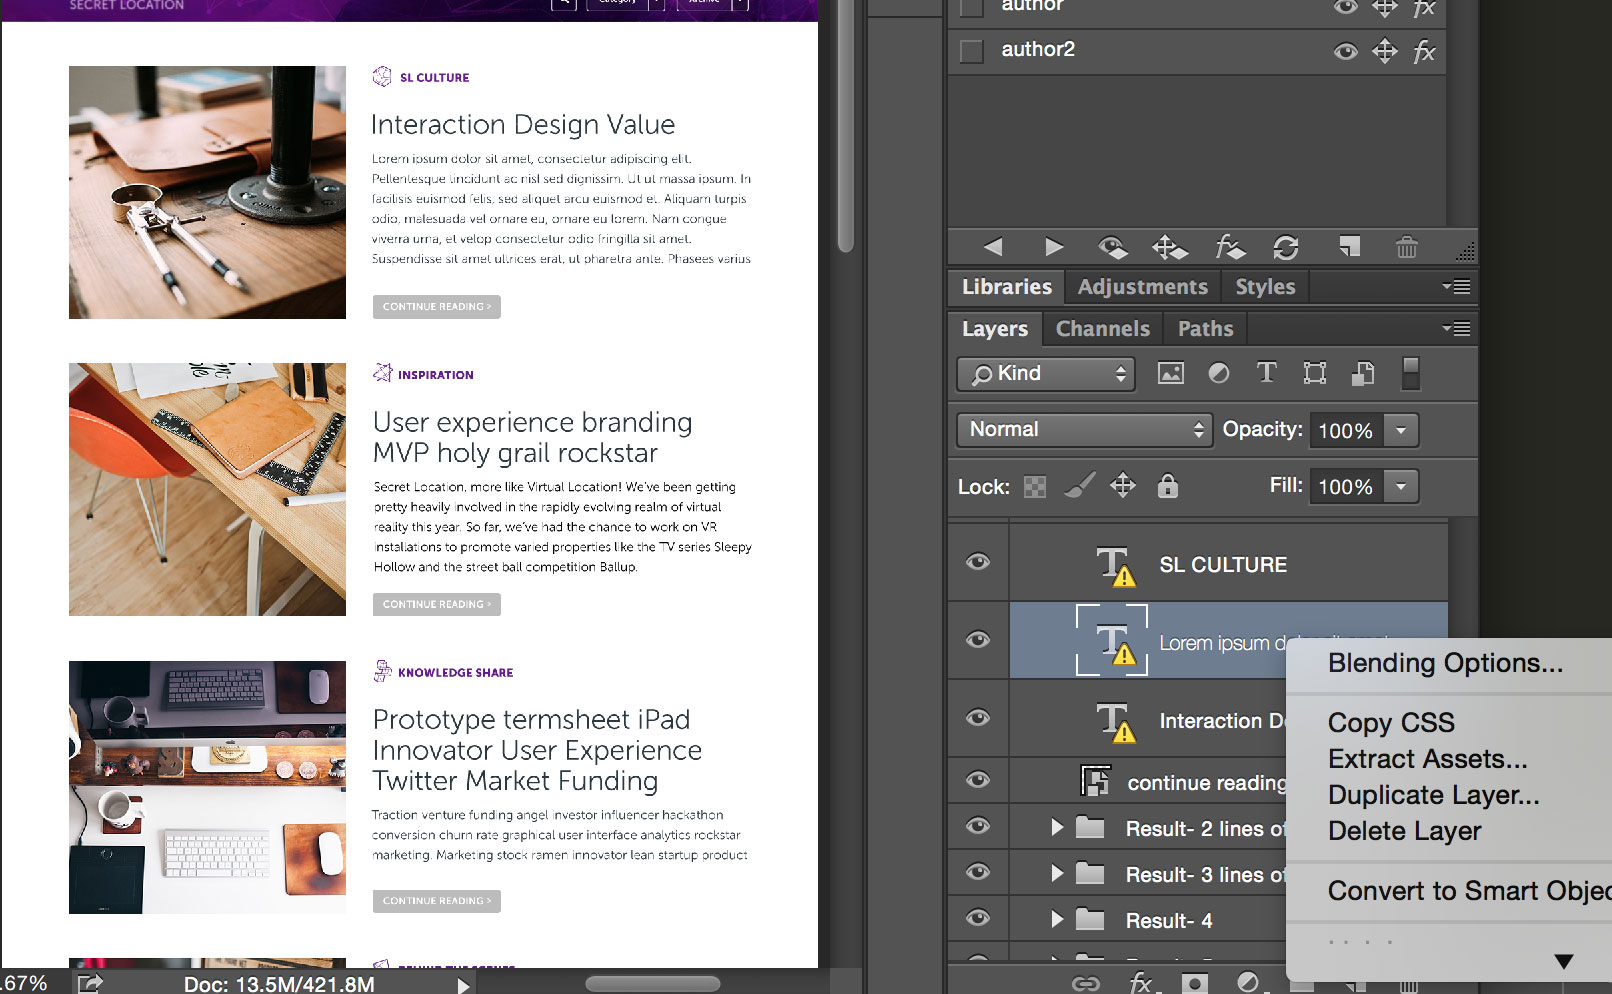 SECRET LOCATION
Category
Archive
SL CULTURE
Interaction Design Value
Lorem ipsum dolor sit amet, consectetur adipiscing elit.
Pellentesque tincidunt ac nisl sed dignissim. Ut ut massa ipsum. In
facilisis euismod felis, sed aliquet arcu euismod et. Aliquam turpis
odio, malesuada vel ornare eu, ornare eu lorem. Nam congue
viverra urna, et velop consectetur odio fringilla sit amet.
Suspendisse sit amet ultrices erat, ut pharetra ante. Phasees varius
CONTINUE READING >
INSPIRATION
User experience branding
MVP holy grail rockstar
Secret Location, more like Virtual Location! We've been getting
pretty heavily involved in the rapidly evolving realm of virtual
reality this year. So far, we've had the chance to work on VR
installations to promote varied properties like the TV series Sleepy
Hollow and the street ball competition Ballup.
CONTINUE READING >
KNOWLEDGE SHARE
Prototype termsheet iPad
Innovator User Experience
Twitter Market Funding
Traction venture funding angel investor influencer hackathon
conversion churn rate graphical user interface analytics rockstar
marketing. Marketing stock ramen innovator lean startup product
CONTINUE READING >
BEHIND THE SCENES
.67%
Doc: 13.5M/421.8M
author
author2
Libraries
Adjustments
Styles
Layers
Channels
Paths
Kind
Normal
Opacity: 100%
Lock:
Fill: 100%
SL CULTURE
Lorem ipsum d
Interaction D
continue reading
Result- 2 lines of
Result- 3 lines of
Result- 4
Blending Options...
Copy CSS
Extract Assets...
Duplicate Layer...
Delete Layer
Convert to Smart Objec